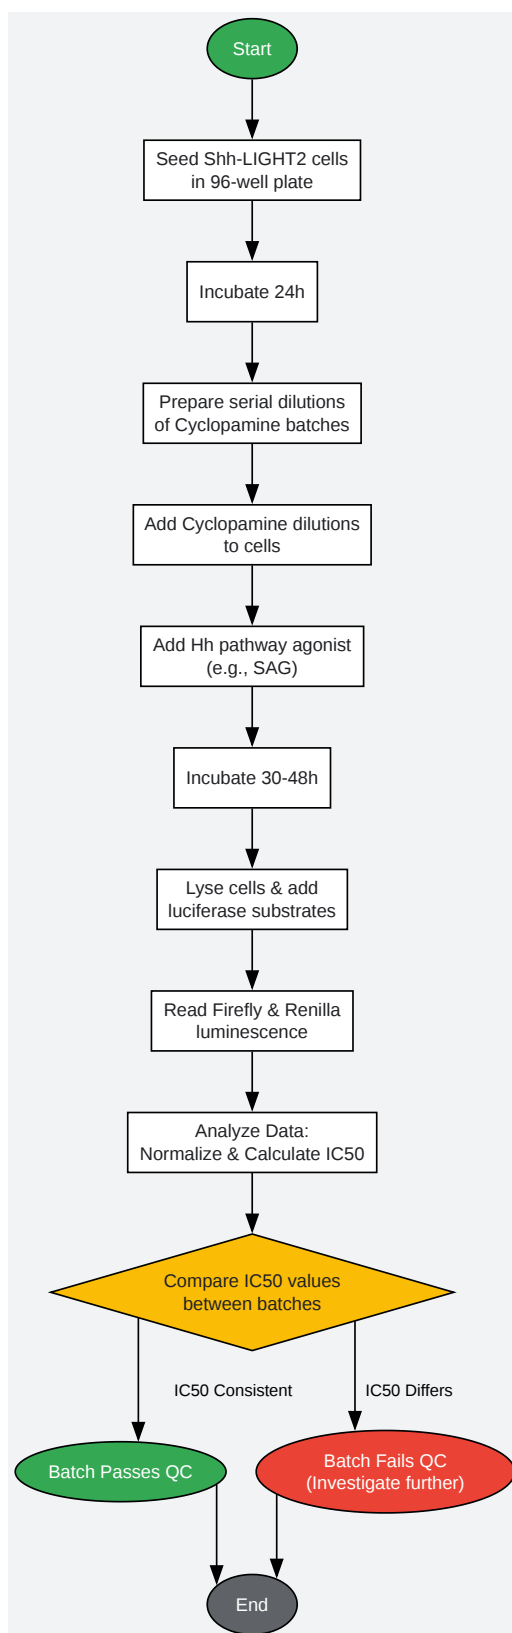 Start
Seed Shh-LIGHT2 cells
in 96-well plate
Incubate 24h
Prepare serial dilutions
of Cyclopamine batches
Add Cyclopamine dilutions
to cells
Add Hh pathway agonist
(e.g., SAG)
Incubate 30-48h
Lyse cells & add
luciferase substrates
Read Firefly & Renilla
luminescence
Analyze Data:
Normalize & Calculate IC50
Compare IC50 values
between batches
IC50 Consistent
IC50 Differs
Batch Passes QC
Batch Fails QC
(Investigate further)
End